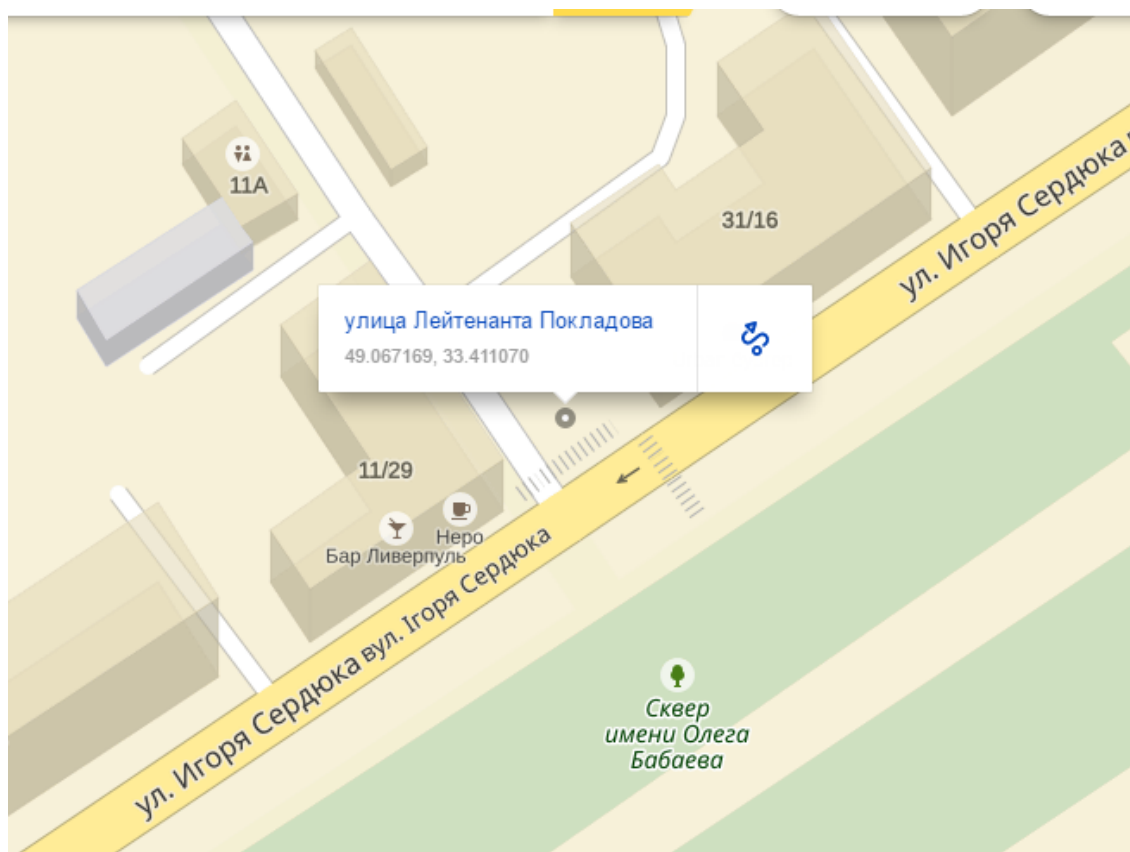 11А
31/16
ул. Игоря Сердюка
улица Лейтенанта Покладова
49.067169, 33.411070
11/29
Неро
Бар Ливерпуль
ул. Игоря Сердюка вул. Ігоря Сердюка
Сквер
имени Олега
Бабаева